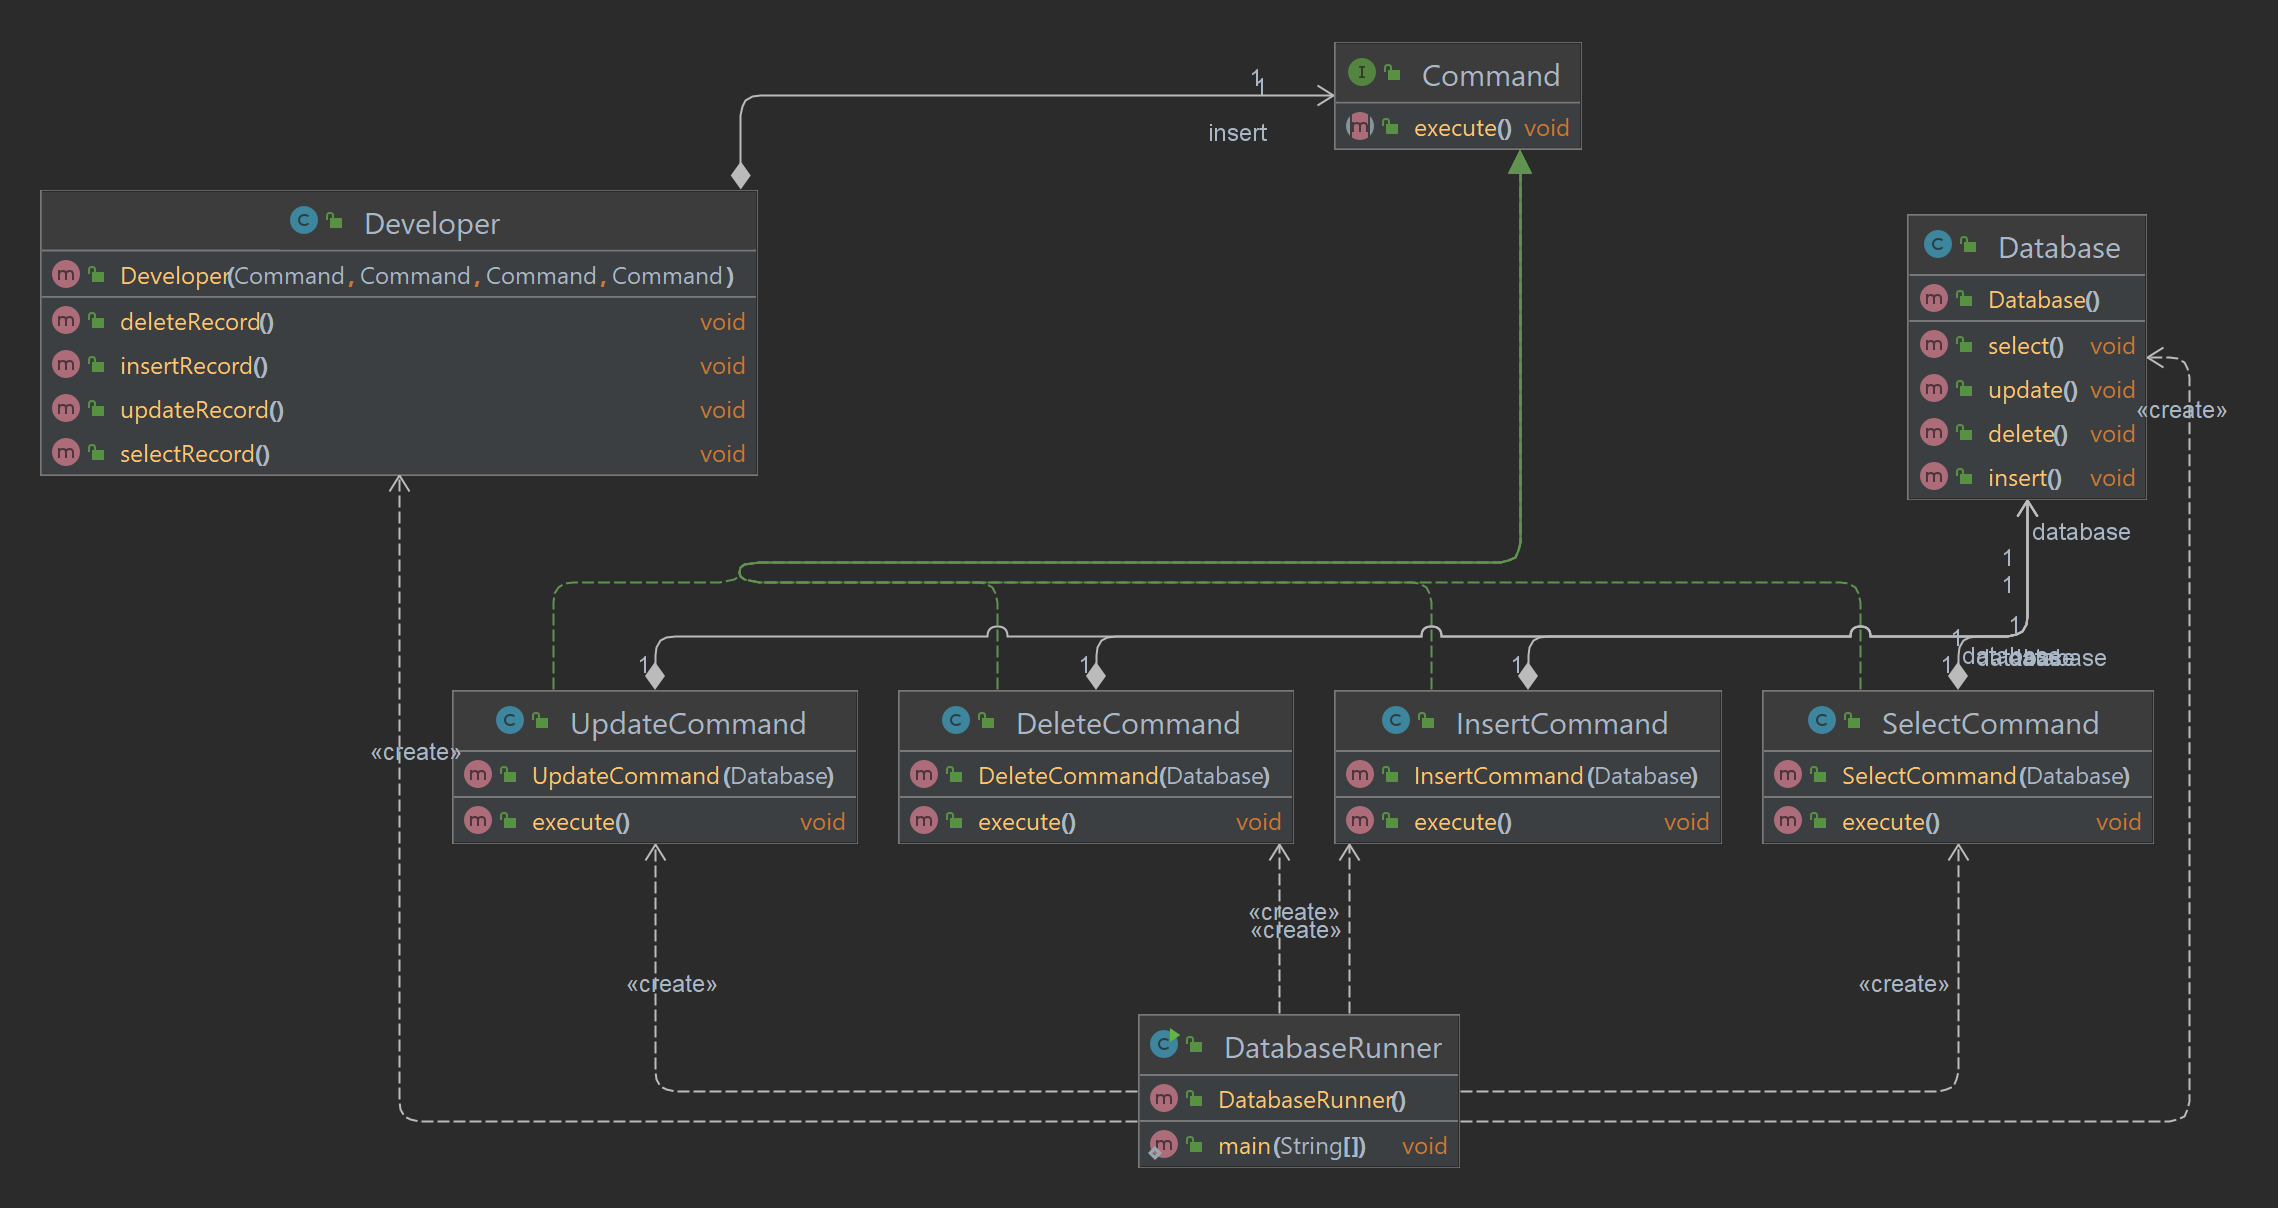 Command
execute() void
1
1
insert
Developer
Developer(Command, Command, Command, Command)
deleteRecord() void
insertRecord() void
updateRecord() void
selectRecord() void
Database
Database()
select() void
update() void
delete() void
insert() void
«create»
database
1
1
1
1
database
database
database
1
1
1
1
UpdateCommand
UpdateCommand(Database)
execute() void
DeleteCommand
DeleteCommand(Database)
execute() void
InsertCommand
InsertCommand(Database)
execute() void
SelectCommand
SelectCommand(Database)
execute() void
«create»
«create»
«create»
«create»
«create»
DatabaseRunner
DatabaseRunner()
main(String[]) void